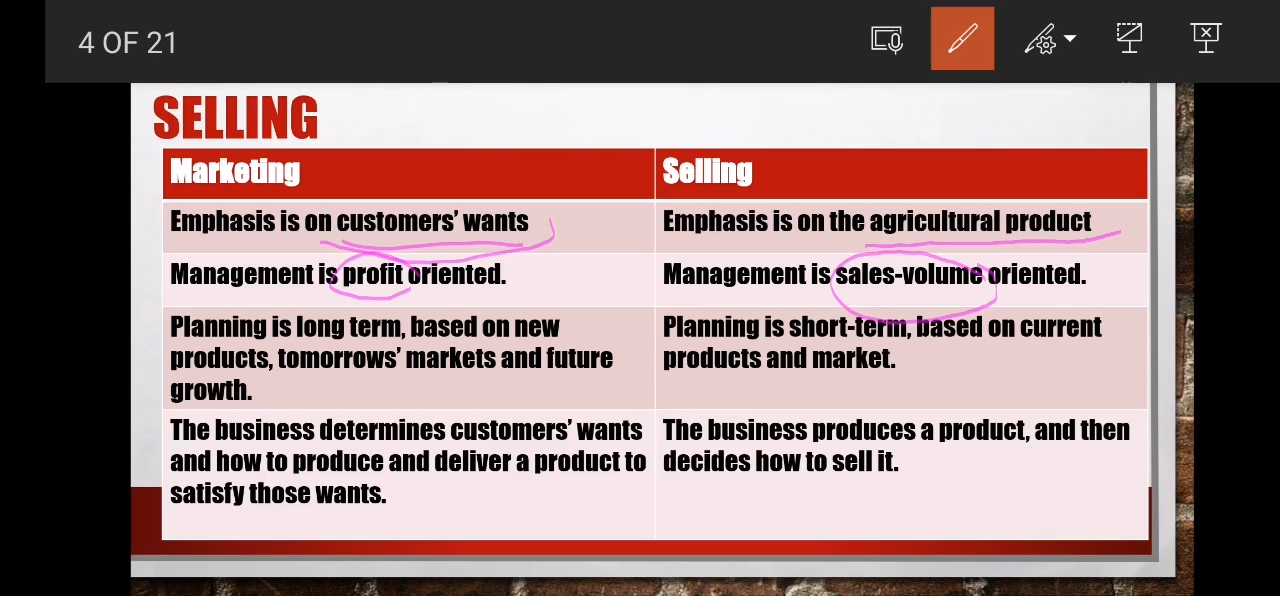 4 OF 21
SELLING
Marketing
Selling
Emphasis is on customers' wants
Emphasis is on the agricultural product
Management is profit oriented.
Management is sales-volume oriented.
Planning is long term, based on new
products, tomorrows' markets and future
growth.
Planning is short-term, based on current
products and market.
The business determines customers' wants
and how to produce and deliver a product to
satisfy those wants.
The business produces a product, and then
decides how to sell it.